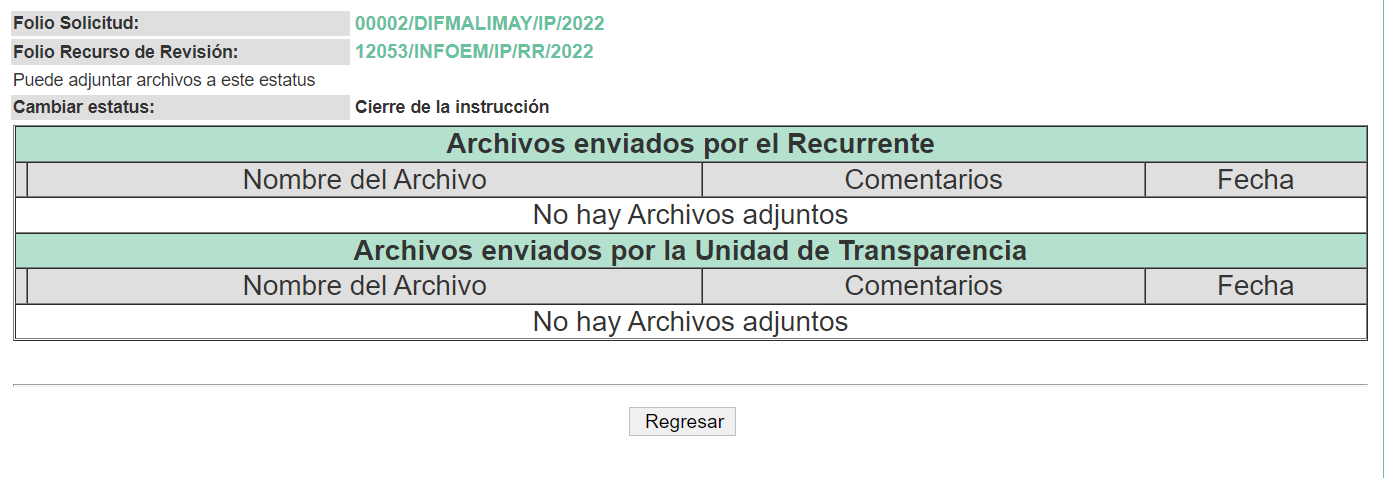 Folio Solicitud: 00002/DIFMALIMAY/IP/2022
Folio Recurso de Revisión: 12053/INFOEM/IP/RR/2022
Puede adjuntar archivos a este estatus
Cambiar estatus: Cierre de la instrucción
Archivos enviados por el Recurrente
Nombre del Archivo Comentarios Fecha
No hay Archivos adjuntos
Archivos enviados por la Unidad de Transparencia
Nombre del Archivo Comentarios Fecha
No hay Archivos adjuntos
Regresar